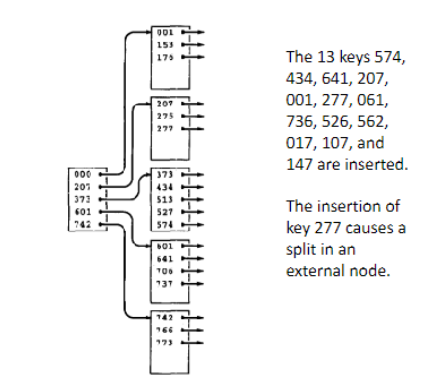 001
153
176
207
275
277
000
207
373
601
742
373
434
513
527
574
601
641
706
737
742
766
773
The 13 keys 574,
434, 641, 207,
001, 277, 061,
736, 526, 562,
017, 107, and
147 are inserted.
The insertion of
key 277 causes a
split in an
external node.